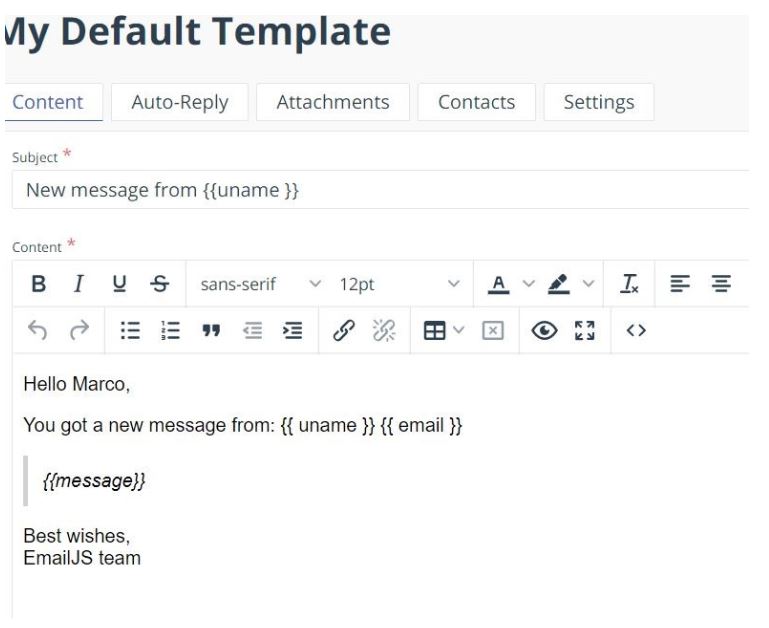 My Default Template
Content Auto-Reply Attachments Contacts Settings
Subject *
New message from {{uname }}
Content *
B I U S sans-serif 12pt A
Hello Marco,
You got a new message from: {{ uname }} {{ email }}
{{message}}
Best wishes,
EmailJS team